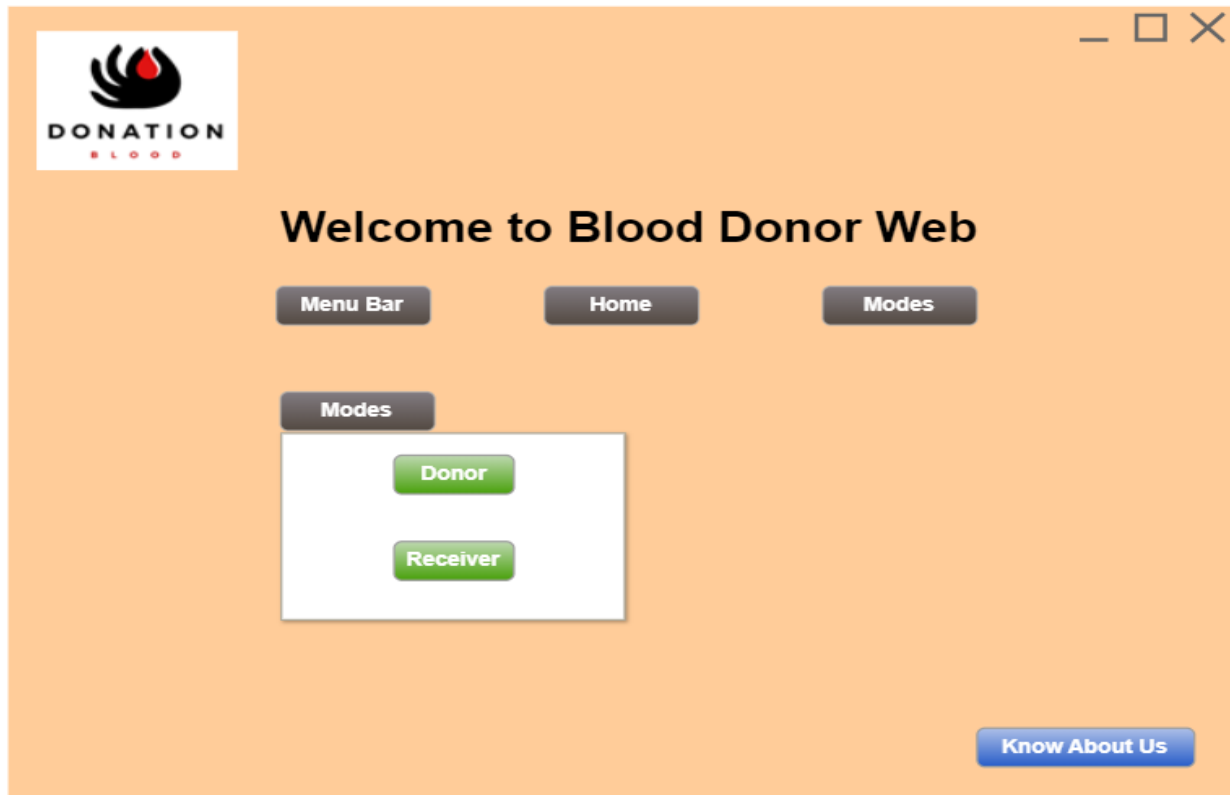 DONATION
BLOOD
Welcome to Blood Donor Web
Menu Bar Home Modes
Modes
Donor
Receiver
Know About Us